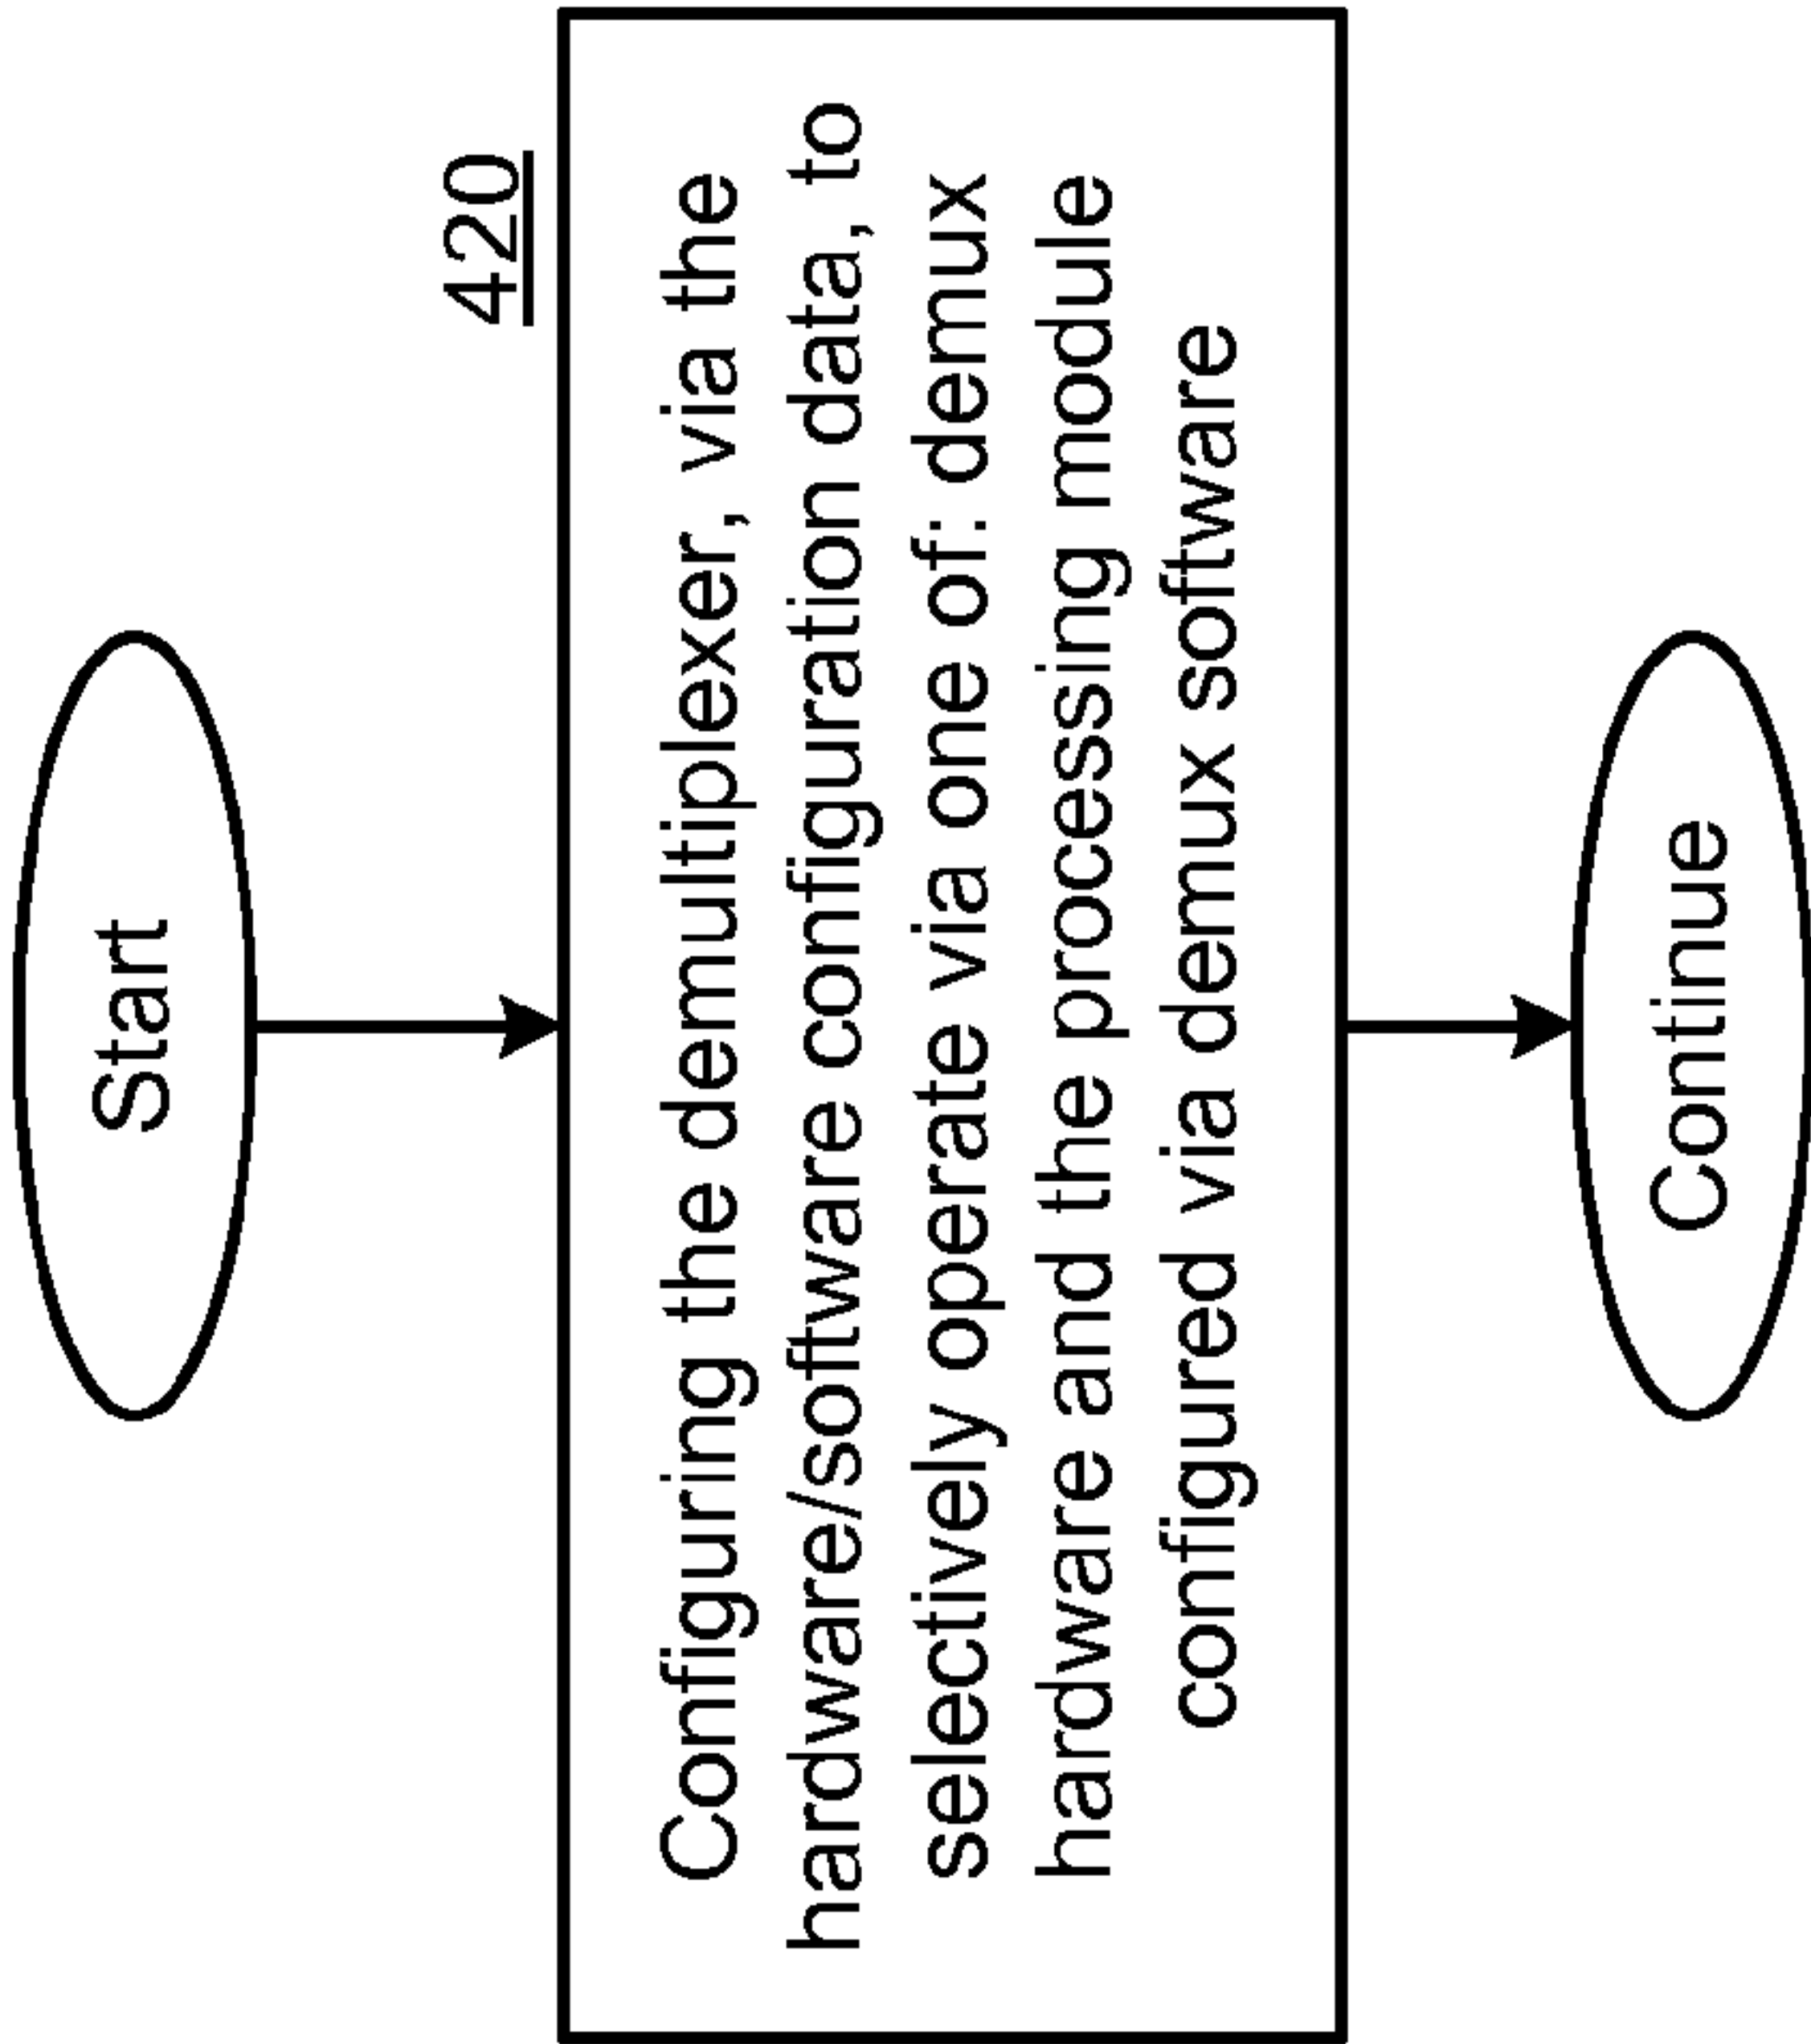 Start
420
Configuring the demultiplexer, via the
hardware/software configuration data, to
selectively operate via one of: demux
hardware and the processing module
configured via demux software
Continue